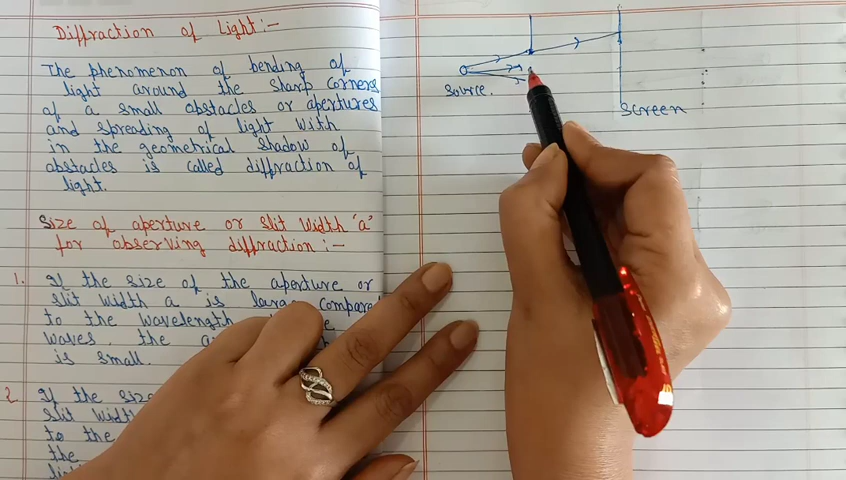 Diffraction of Light:-
The phenomenon of bending of
light around the sharp corners
of a small obstacles or apertures
and spreading of light with
in the geometrical shadow of
obstacles is called diffraction of
light.
Size of aperture or slit width 'a'
for observing diffraction:-
1. If the size of the aperture or
slit width a is large compare
to the wavelength
waves. the
is small.
2. If the size
slit widt
to the
the
Source.
Screen